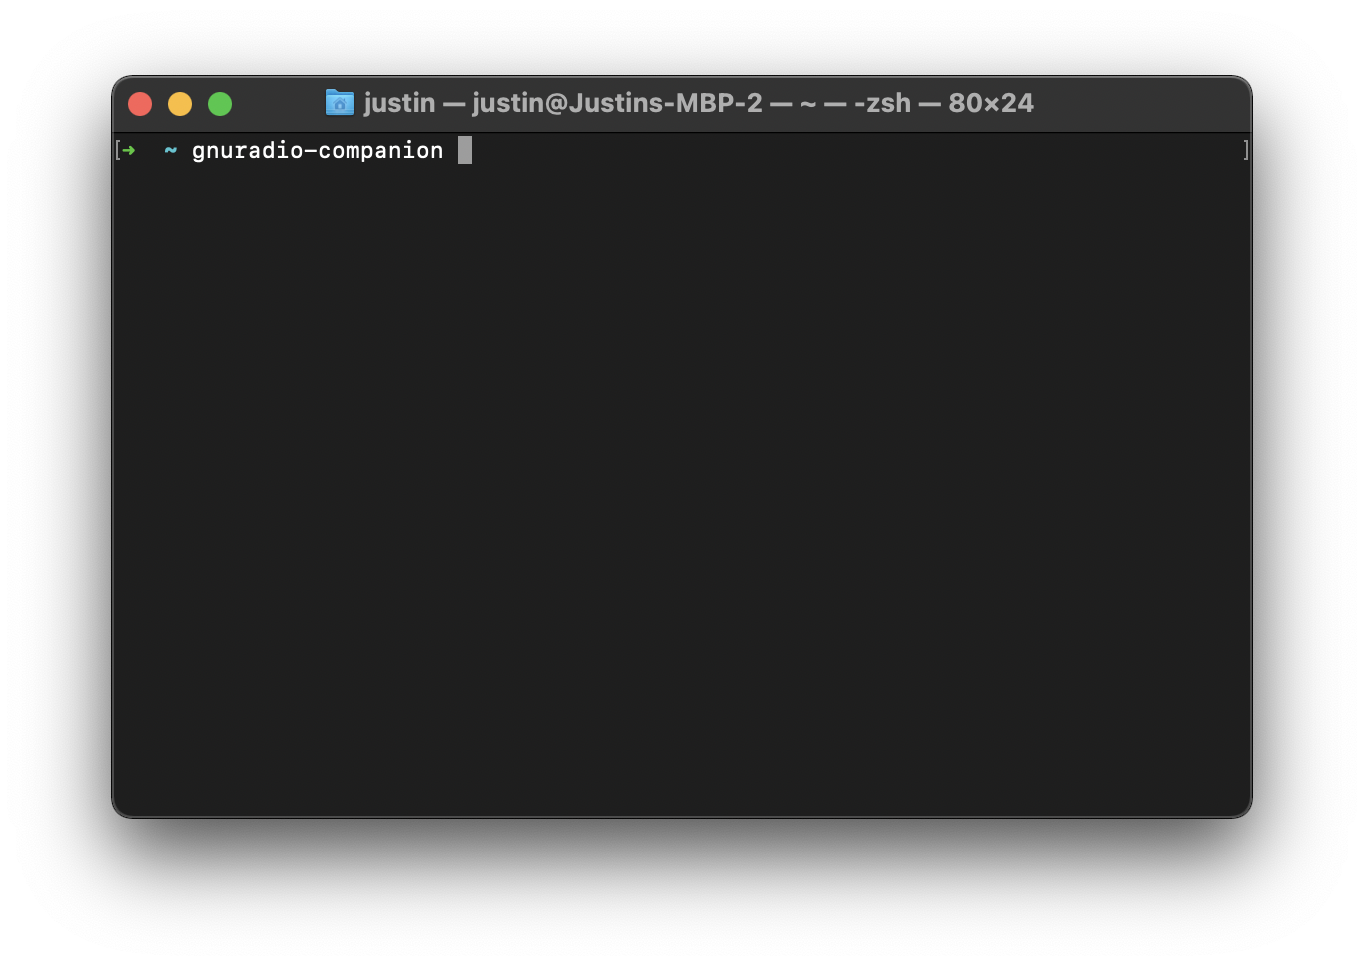 justin — justin@Justins-MBP-2 — ~ — -zsh — 80×24
[➜  ~ gnuradio-companion ]